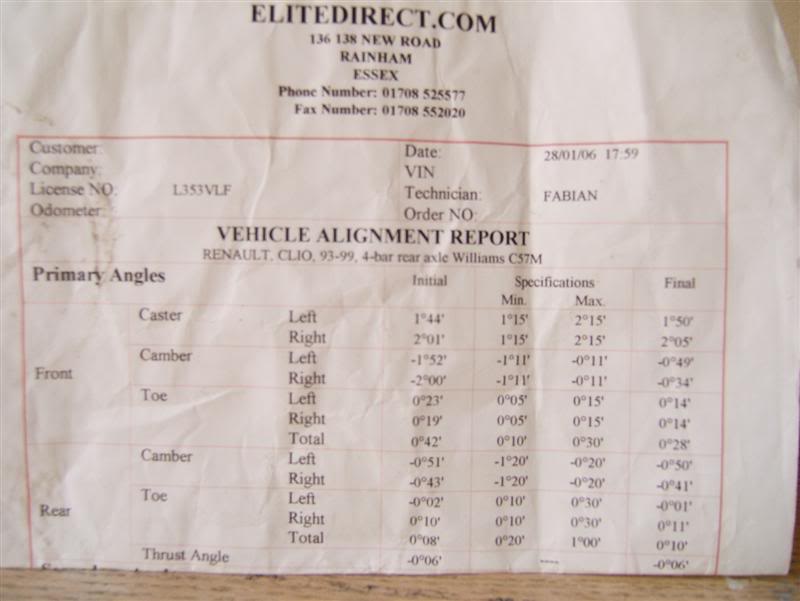 ELITEDIRECT.COM
136 138 NEW ROAD
RAINHAM
ESSEX
Phone Number: 01708 525577
Fax Number: 01708 552020
Customer: Date: 28/01/06 17:59
Company: VIN
License NO: L353VLF Technician: FABIAN
Odometer: Order NO:
VEHICLE ALIGNMENT REPORT
RENAULT, CLIO, 93-99, 4-bar rear axle Williams C57M
Primary Angles Initial Specifications Final
Min. Max.
Caster Left 1°44' 1°15' 2°15' 1°50'
Right 2°01' 1°15' 2°15' 2°05'
Camber Left -1°52' -1°11' -0°11' -0°49'
Front Right -2°00' -1°11' -0°11' -0°34'
Toe Left 0°23' 0°05' 0°15' 0°14'
Right 0°19' 0°05' 0°15' 0°14'
Total 0°42' 0°10' 0°30' 0°28'
Camber Left -0°51' -1°20' -0°20' -0°50'
Right -0°43' -1°20' -0°20' -0°41'
Toe Left -0°02' 0°10' 0°30' -0°01'
Rear Right 0°10' 0°10' 0°30' 0°11'
Total 0°08' 0°20' 1°00' 0°10'
Thrust Angle -0°06' ---- -0°06'